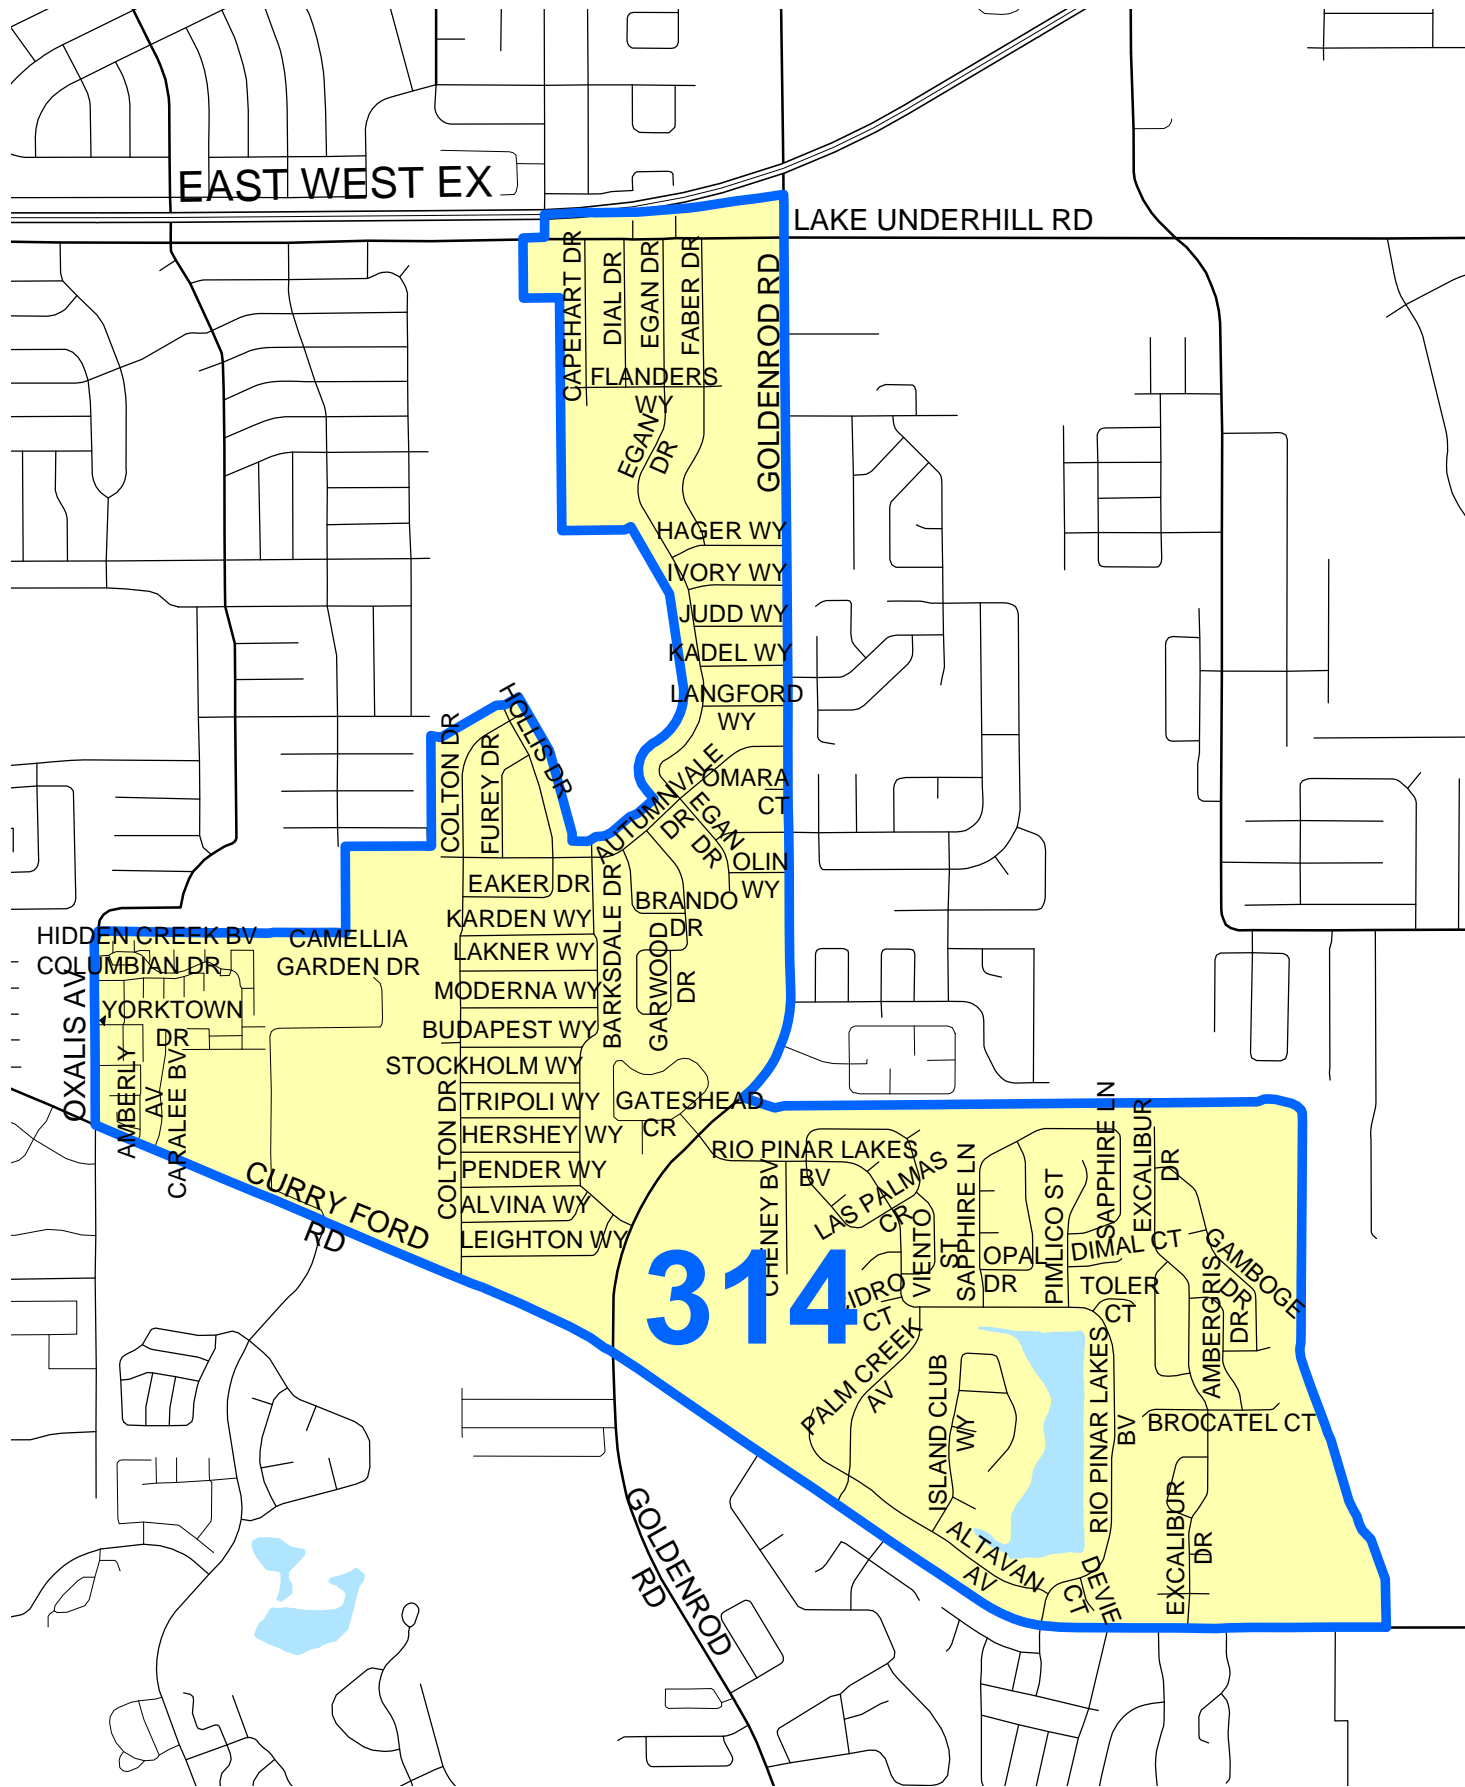 EAST WEST EX
LAKE UNDERHILL RD
CAPEHART DR
DIAL DR
EGAN DR
FABER DR
GOLDENROD RD
FLANDERS
WY
EGAN
DR
HAGER WY
IVORY WY
JUDD WY
KADEL WY
LANGFORD
WY
HOLLIS DR
COLTON DR
FUREY DR
AUTUMNVALE
DR
OMARA
CT
EGAN
DR
OLIN
WY
EAKER DR
BARKSDALE DR
BRANDO
DR
KARDEN WY
HIDDEN CREEK BV
CAMELLIA
GARDEN DR
COLUMBIAN DR
LAKNER WY
GARWOOD
DR
MODERNA WY
OXALIS AV
YORKTOWN
DR
BUDAPEST WY
AMBERLY
AV
CARALEE BV
STOCKHOLM WY
COLTON DR
TRIPOLI WY
GATESHEAD
CR
HERSHEY WY
PENDER WY
ALVINA WY
LEIGHTON WY
CURRY FORD
RD
RIO PINAR LAKES
BV
CHENEY BV
LAS PALMAS
CR
VIENTO
ST
SAPPHIRE LN
PIMLICO ST
SAPPHIRE LN
EXCALIBUR
DR
OPAL
DR
DIMAL CT
TOLER
CT
GAMBOGE
DR
AMBERGRIS
DR
314
CT
PALM CREEK
AV
ISLAND CLUB
WY
RIO PINAR LAKES
BV
BROCATEL CT
EXCALIBUR
DR
ALTAVAN
AV
DEVIE
CT
GOLDENROD
RD